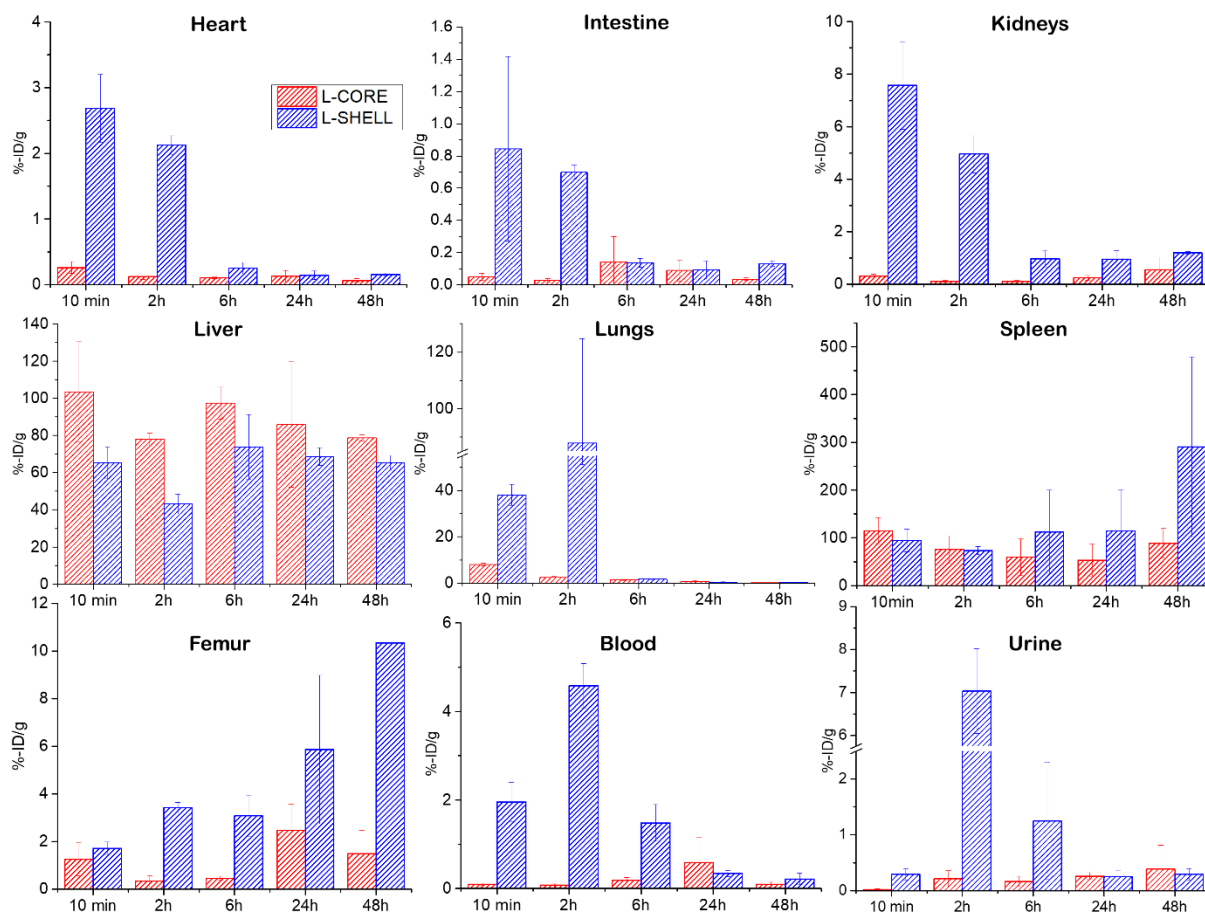 Heart
4
3
2
1
0
%-ID/g
L-CORE
L-SHELL
10 min 2h 6h 24h 48h
Intestine
1.8
1.6
1.4
1.2
1.0
0.8
0.6
0.4
0.2
0.0
%-ID/g
10 min 2h 6h 24h 48h
Kidneys
10
8
6
4
2
0
%-ID/g
10 min 2h 6h 24h 48h
Liver
140
120
100
80
60
40
20
0
%-ID/g
10 min 2h 6h 24h 48h
Lungs
120
100
40
20
0
%-ID/g
10 min 2h 6h 24h 48h
Spleen
500
400
300
200
100
0
%-ID/g
10min 2h 6h 24h 48h
Femur
12
10
8
6
4
2
0
%-ID/g
10 min 2h 6h 24h 48h
Blood
6
4
2
0
%-ID/g
10 min 2h 6h 24h 48h
Urine
9
8
7
6
2
1
0
%-ID/g
10 min 2h 6h 24h 48h